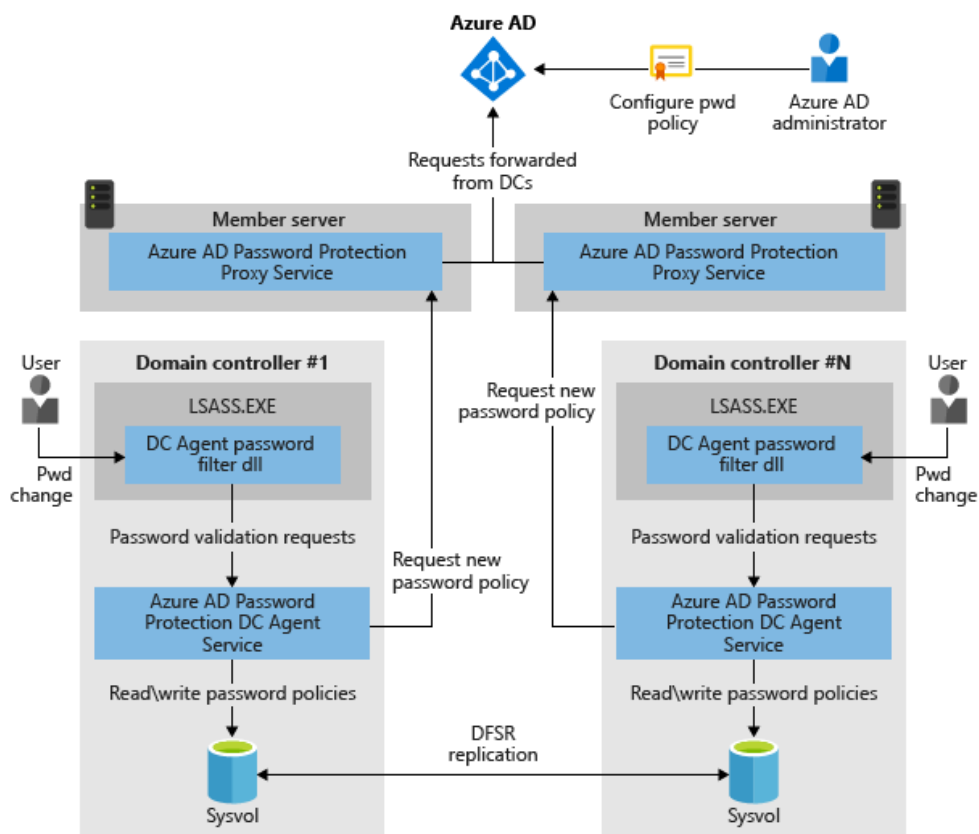 Azure AD
Configure pwd
policy
Azure AD
administrator
Requests forwarded
from DCs
Member server
Azure AD Password Protection
Proxy Service
Member server
Azure AD Password Protection
Proxy Service
User
Pwd
change
Domain controller #1
LSASS.EXE
DC Agent password
filter dll
Password validation requests
Azure AD Password
Protection DC Agent
Service
Read\write password policies
Sysvol
Request new
password policy
Request new
password policy
DFSR
replication
Domain controller #N
LSASS.EXE
DC Agent password
filter dll
Password validation requests
Azure AD Password
Protection DC Agent
Service
Read\write password policies
Sysvol
User
Pwd
change